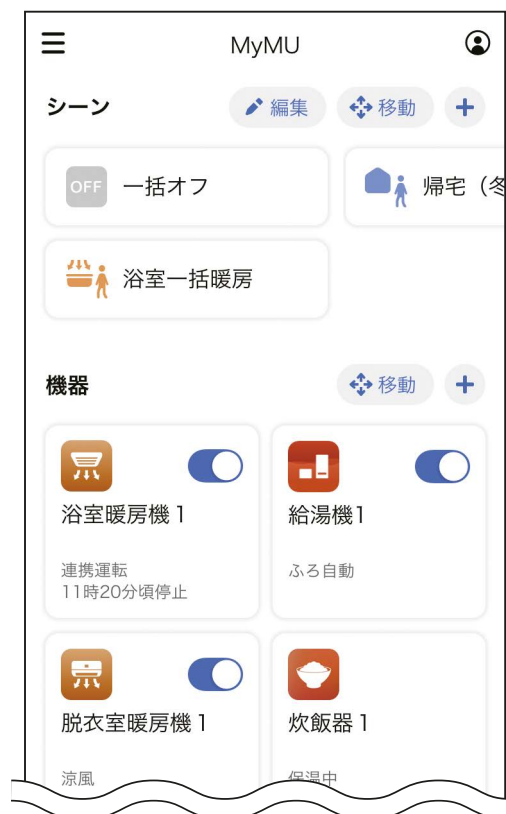 MyMU
シーン
編集
移動
OFF
一括オフ
帰宅（冬
浴室一括暖房
機器
移動
浴室暖房機 1
連携運転
11時20分頃停止
給湯機1
ふろ自動
脱衣室暖房機 1
涼風
炊飯器 1
保温中